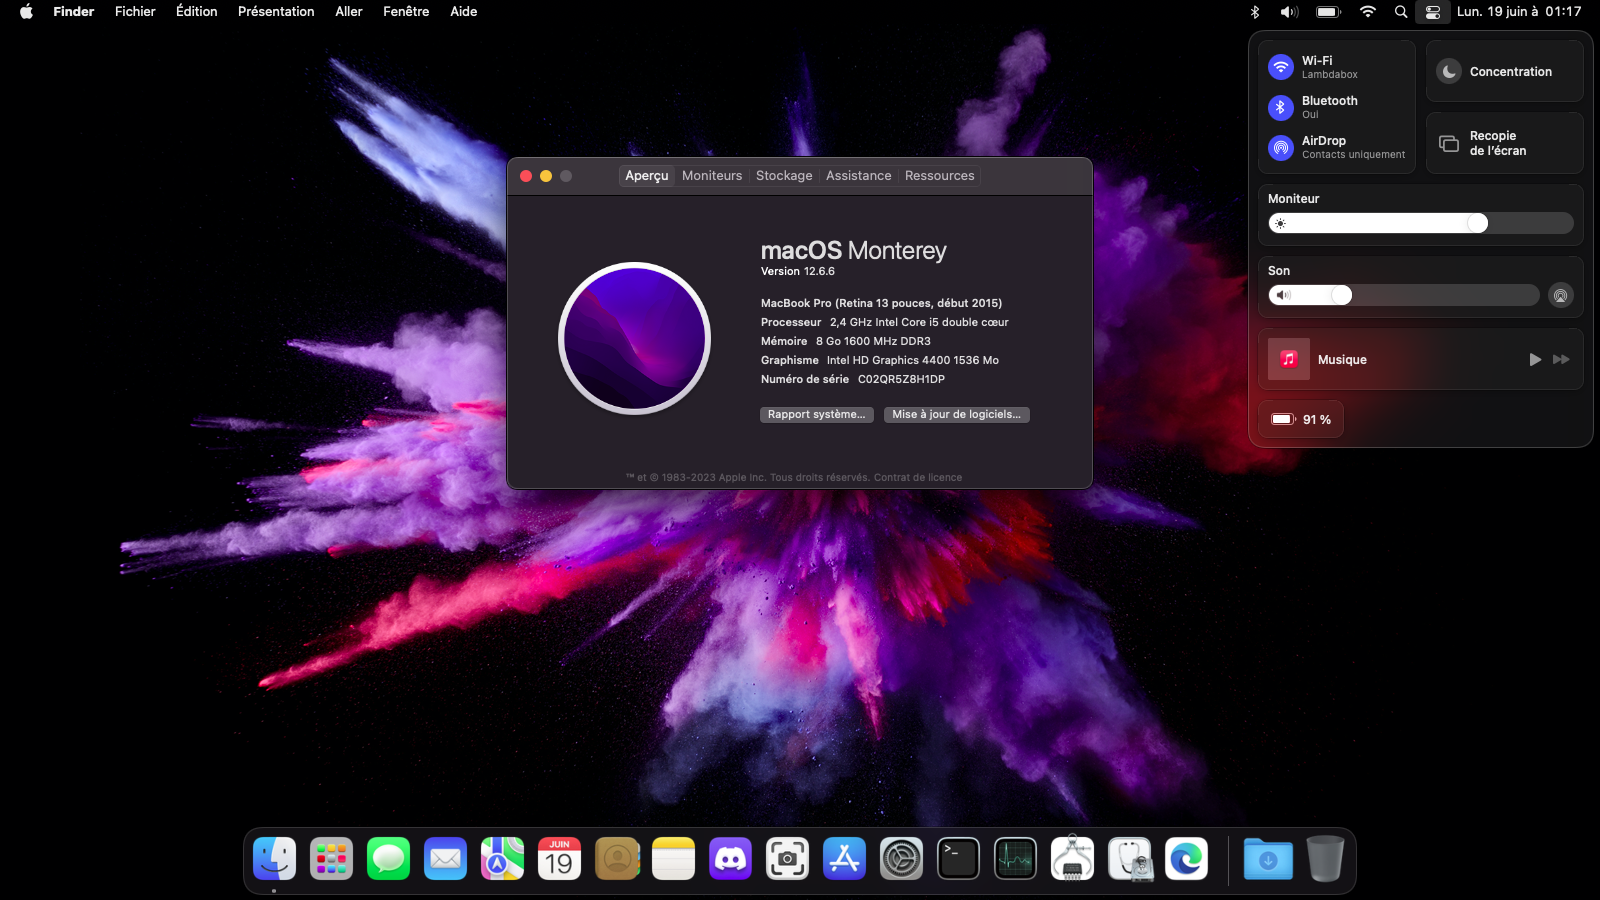 Finder Fichier Édition Présentation Aller Fenêtre Aide
Lun. 19 juin à 01:17
Wi-Fi
Lambdabox
Bluetooth
Oui
AirDrop
Contacts uniquement
Concentration
Recopie
de l'écran
Moniteur
Son
Musique
91 %
Aperçu Moniteurs Stockage Assistance Ressources
macOS Monterey
Version 12.6.6
MacBook Pro (Retina 13 pouces, début 2015)
Processeur 2,4 GHz Intel Core i5 double cœur
Mémoire 8 Go 1600 MHz DDR3
Graphisme Intel HD Graphics 4400 1536 Mo
Numéro de série C02QR5Z8H1DP
Rapport système... Mise à jour de logiciels...
™ et © 1983-2023 Apple Inc. Tous droits réservés. Contrat de licence
JUIN
19
>_